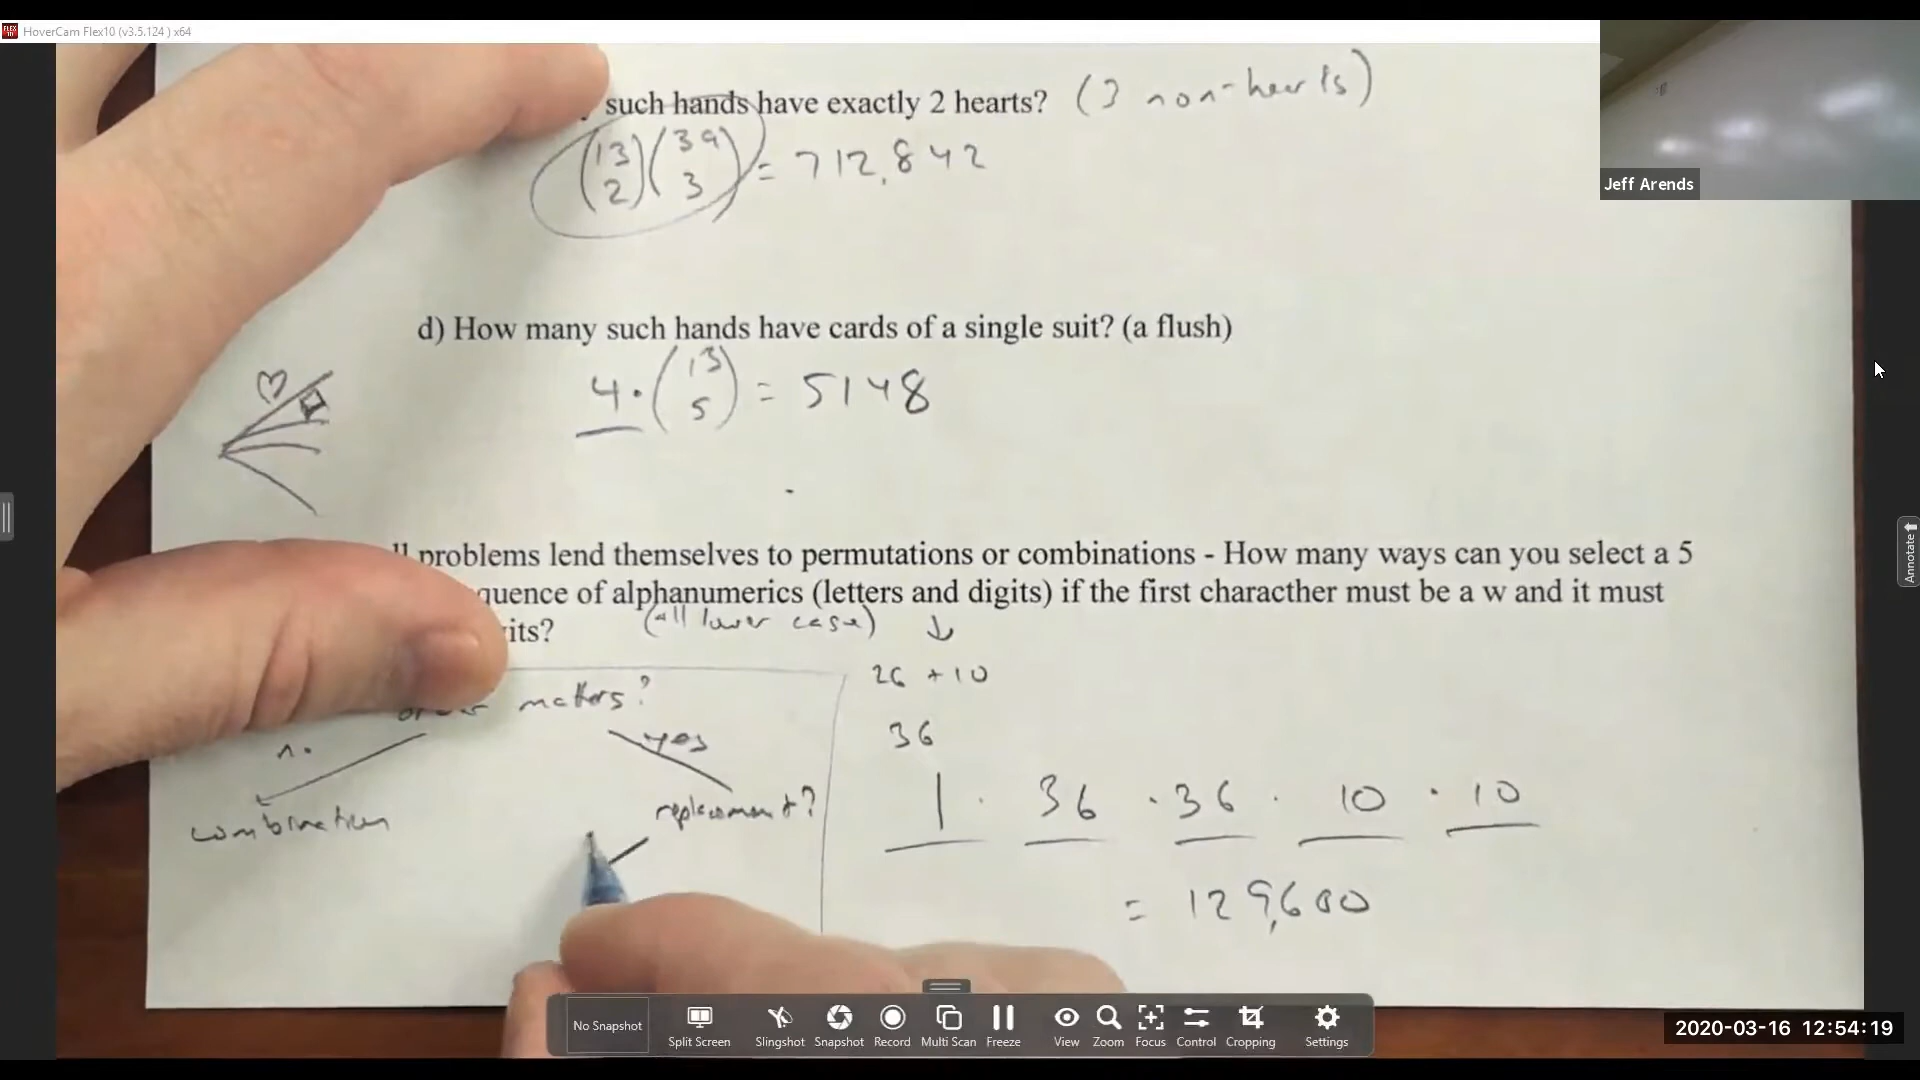 HoverCam Flex10 (v3.5.124 ) x64
such hands have exactly 2 hearts? (3 non-hearts)
(13 2)(39 3) = 712,842
Jeff Arends
d) How many such hands have cards of a single suit? (a flush)
4 · (13 5) = 5148
problems lend themselves to permutations or combinations - How many ways can you select a 5
quence of alphanumerics (letters and digits) if the first characther must be a w and it must
its? (all lower case)
26 + 10
matters?
no yes
36
combination
replacement?
1 · 36 · 36 · 10 · 10
= 129,600
Annotate
No Snapshot
Split Screen
Slingshot
Snapshot
Record
Multi Scan
Freeze
View
Zoom
Focus
Control
Cropping
Settings
2020-03-16 12:54:19